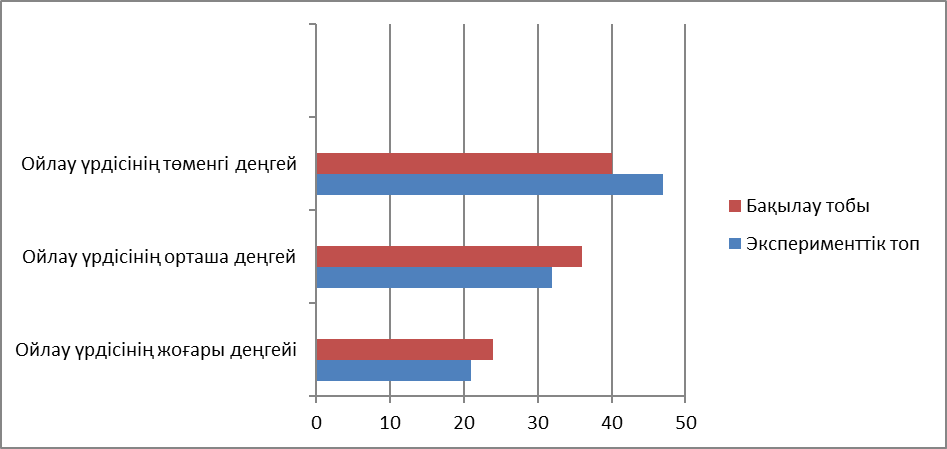 Ойлау үрдісінің төменгі деңгей
Ойлау үрдісінің орташа деңгей
Ойлау үрдісінің жоғары деңгейі
0 10 20 30 40 50
Бақылау тобы
Эксперименттік топ